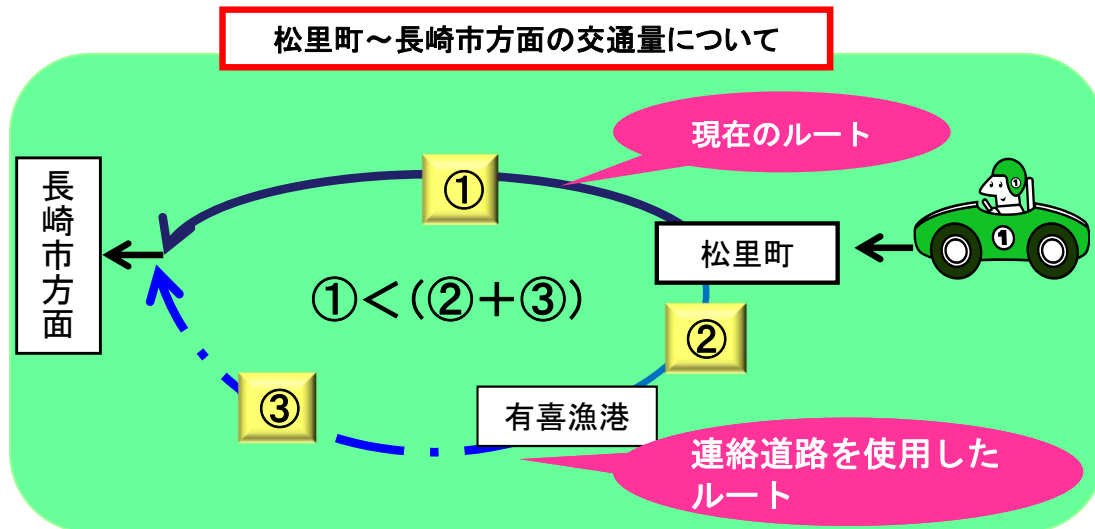 松里町～長崎市方面の交通量について
現在のルート
長崎市方面
①
松里町
①＜(②＋③)
②
③
有喜漁港
連絡道路を使用した
ルート
①
1